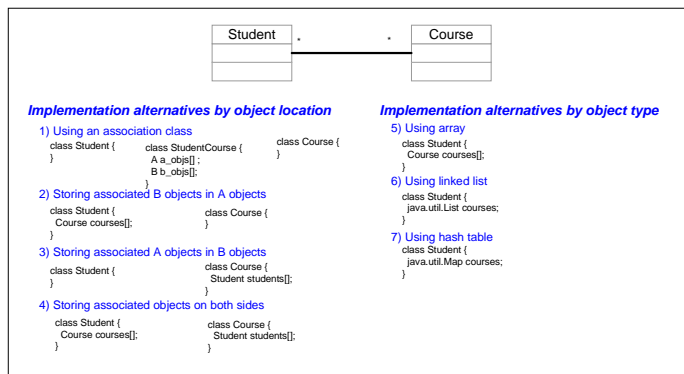 Student * * Course
Implementation alternatives by object location
1) Using an association class
class Student {
}
class StudentCourse {
A a_objs[] ;
B b_objs[];
}
class Course {
}
2) Storing associated B objects in A objects
class Student {
Course courses[];
}
class Course {
}
3) Storing associated A objects in B objects
class Student {
}
class Course {
Student students[];
}
4) Storing associated objects on both sides
class Student {
Course courses[];
}
class Course {
Student students[];
}
Implementation alternatives by object type
5) Using array
class Student {
Course courses[];
}
6) Using linked list
class Student {
java.util.List courses;
}
7) Using hash table
class Student {
java.util.Map courses;
}